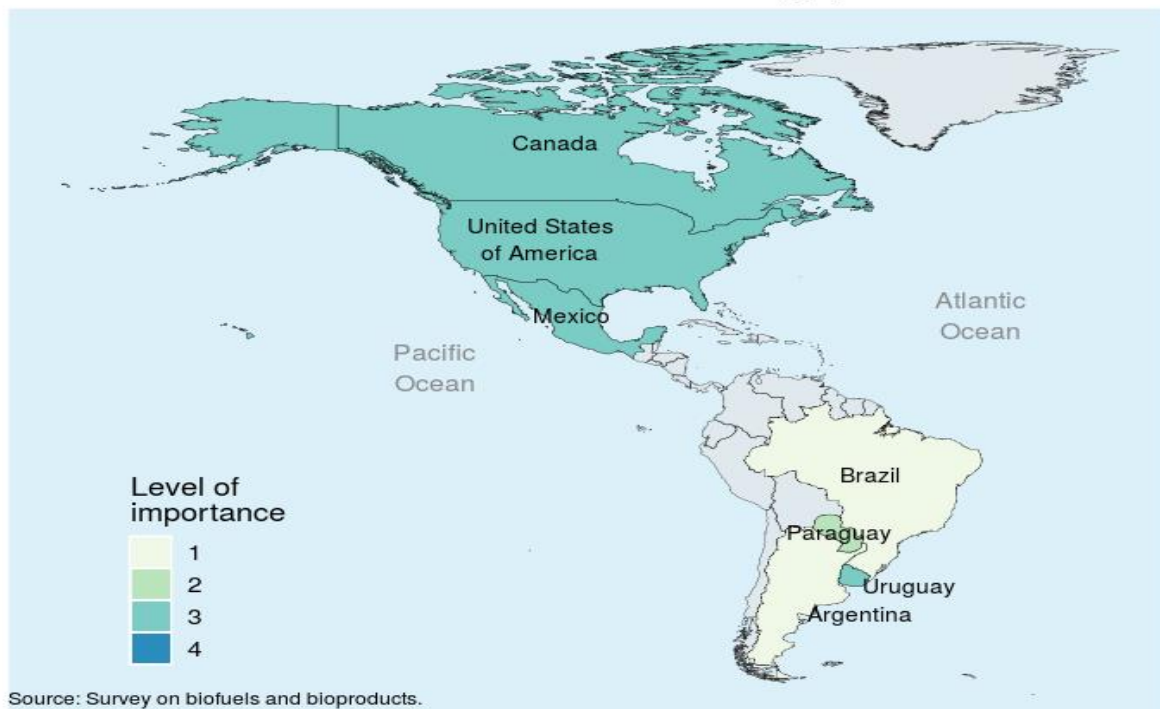 Canada
United States
of America
Mexico
Atlantic
Ocean
Pacific
Ocean
Brazil
Paraguay
Uruguay
Argentina
Level of
importance
1
2
3
4
Source: Survey on biofuels and bioproducts.